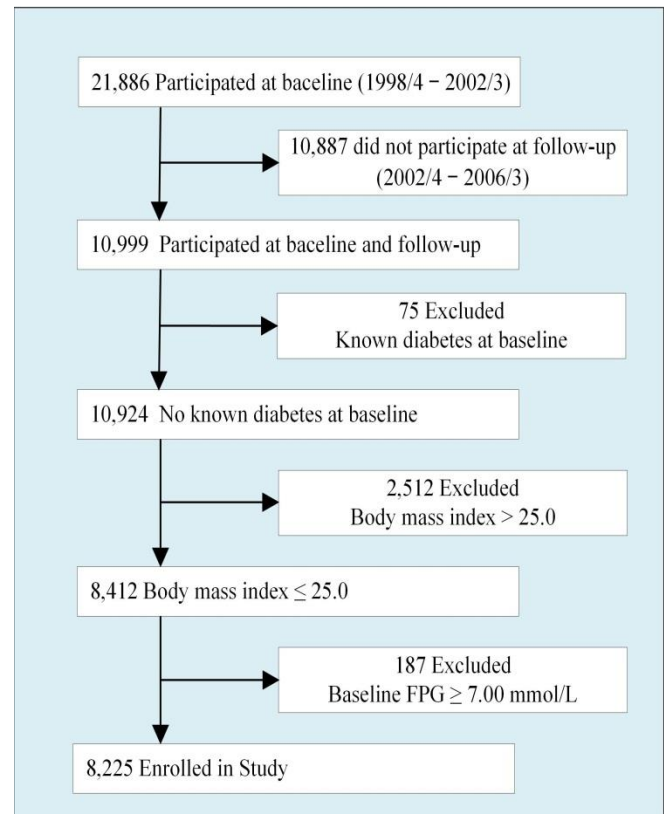 21,886 Participated at baceline (1998/4 − 2002/3)
10,887 did not participate at follow-up
(2002/4 − 2006/3)
10,999 Participated at baceline and follow-up
75 Excluded
Known diabetes at baseline
10,924 No known diabetes at baseline
2,512 Excluded
Body mass index > 25.0
8,412 Body mass index ≤ 25.0
187 Excluded
Baseline FPG ≥ 7.00 mmol/L
8,225 Enrolled in Study